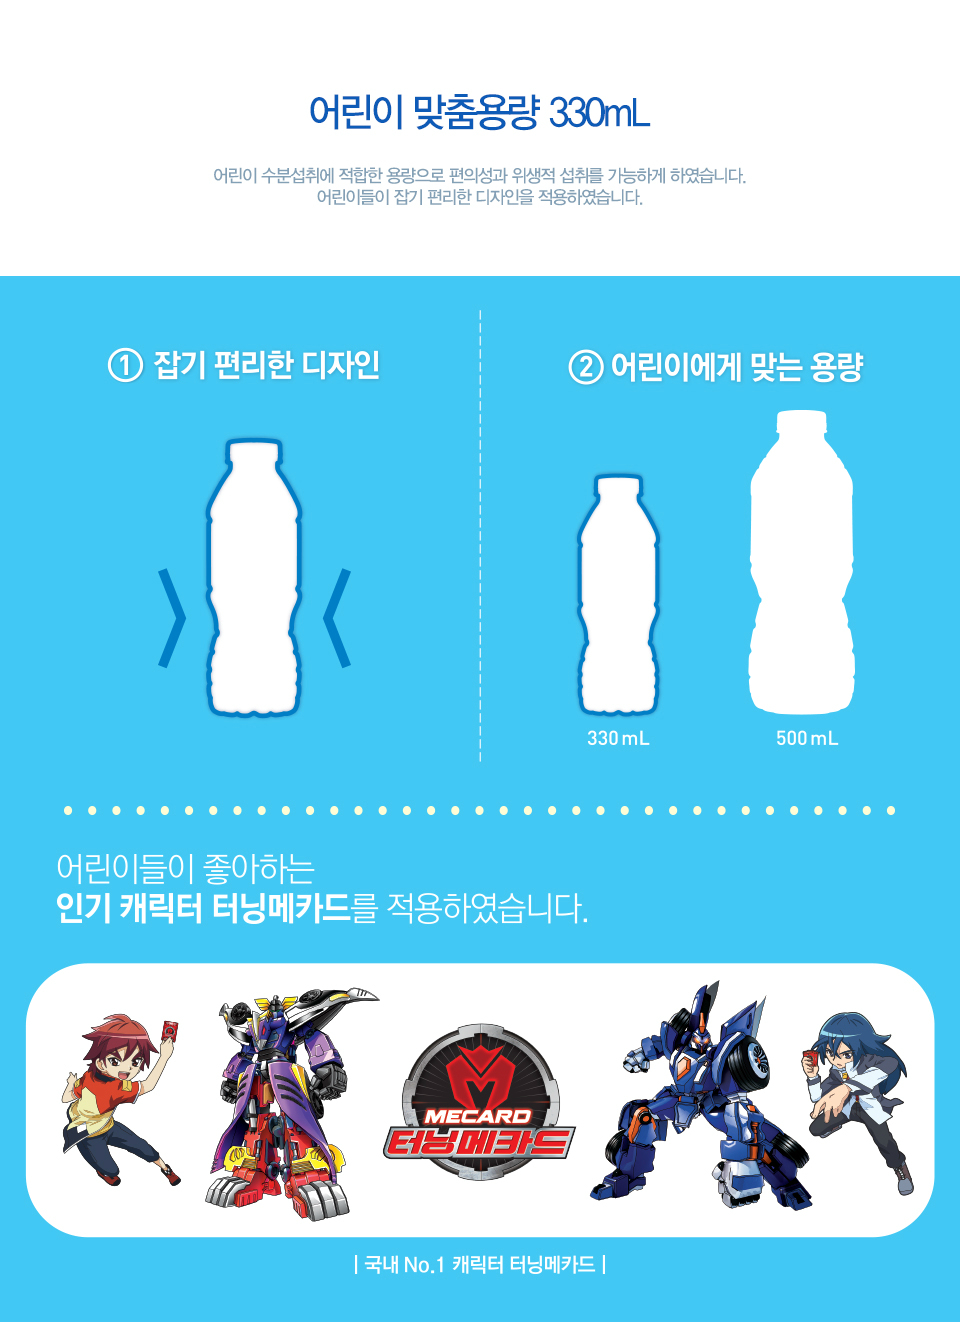 어린이 맞춤용량 330mL
어린이 수분섭취에 적합한 용량으로 편의성과 위생적 섭취를 가능하게 하였습니다.
어린이들이 잡기 편리한 디자인을 적용하였습니다.
① 잡기 편리한 디자인
② 어린이에게 맞는 용량
330 mL
500 mL
어린이들이 좋아하는
인기 캐릭터 터닝메카드를 적용하였습니다.
MECARD
터닝메카드
| 국내 No.1 캐릭터 터닝메카드 |